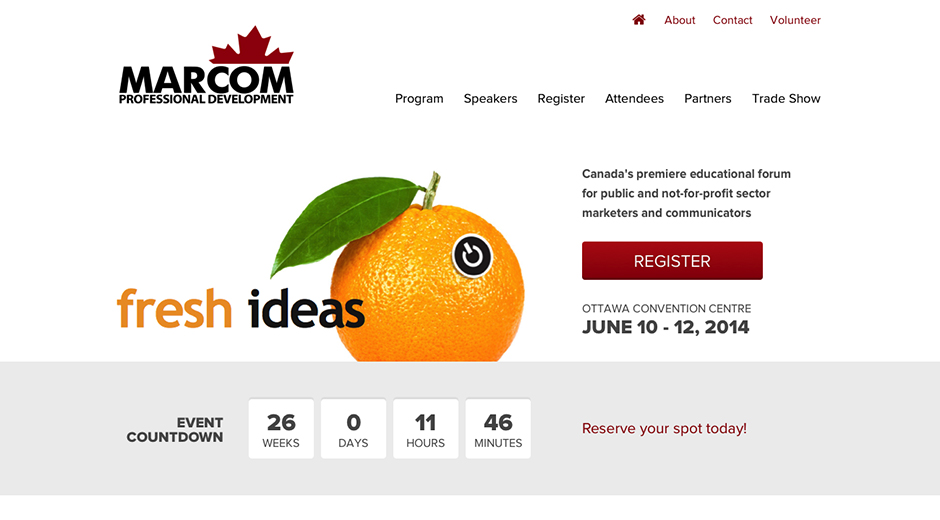 About Contact Volunteer
MARCOM
PROFESSIONAL DEVELOPMENT
Program Speakers Register Attendees Partners Trade Show
Canada's premiere educational forum
for public and not-for-profit sector
marketers and communicators
REGISTER
fresh ideas
OTTAWA CONVENTION CENTRE
JUNE 10 - 12, 2014
EVENT
COUNTDOWN
26 0 11 46
WEEKS DAYS HOURS MINUTES
Reserve your spot today!